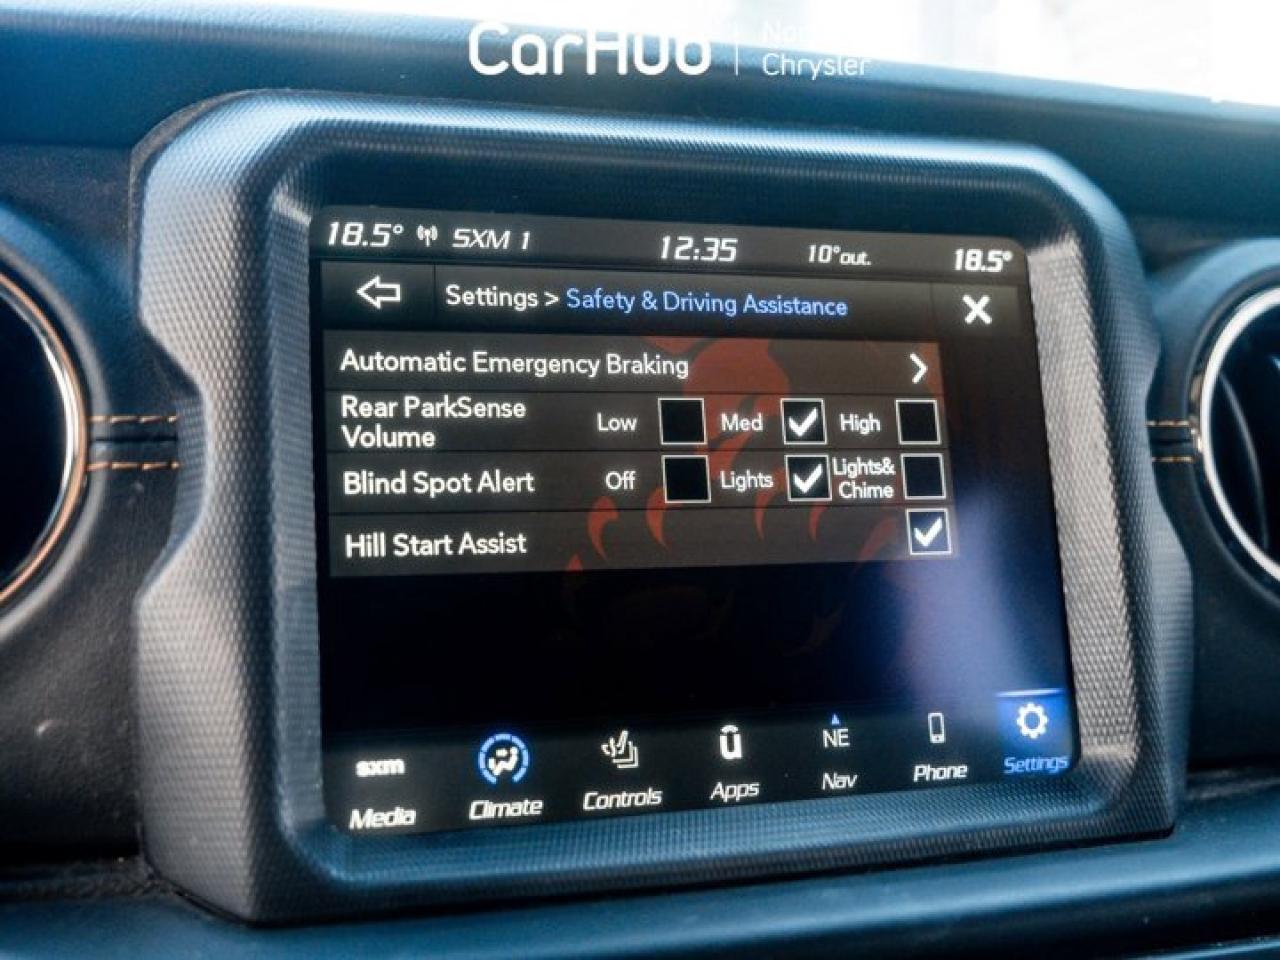 CarHub
Chrysler
18.5° SXM 1 12:35 10°out. 18.5°
Settings > Safety & Driving Assistance
Automatic Emergency Braking
Rear ParkSense
Volume
Low Med High
Blind Spot Alert Off Lights
Lights&
Chime
Hill Start Assist
sxm
NE
Media Climate Controls Apps Nav Phone Settings